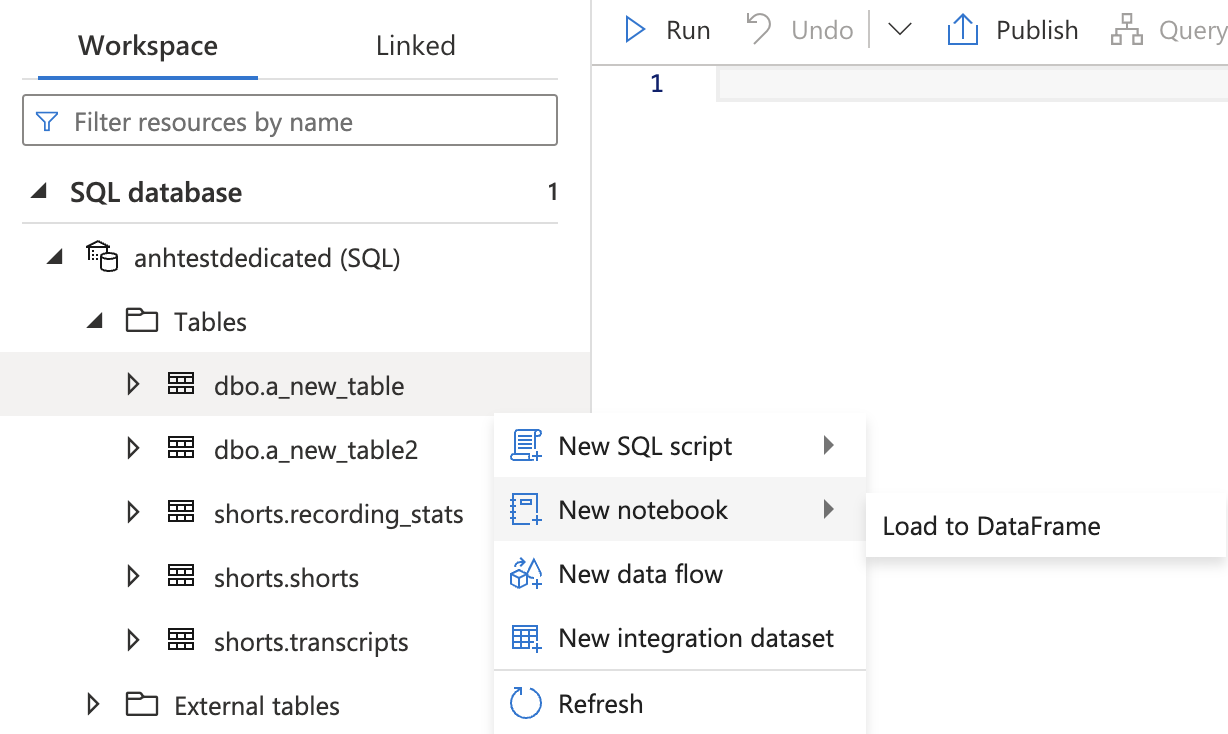 Workspace
Linked
Filter resources by name
SQL database
1
anhtestdedicated (SQL)
Tables
dbo.a_new_table
dbo.a_new_table2
shorts.recording_stats
shorts.shorts
shorts.transcripts
External tables
Run
Undo
Publish
Query
1
New SQL script
New notebook
New data flow
New integration dataset
Refresh
Load to DataFrame